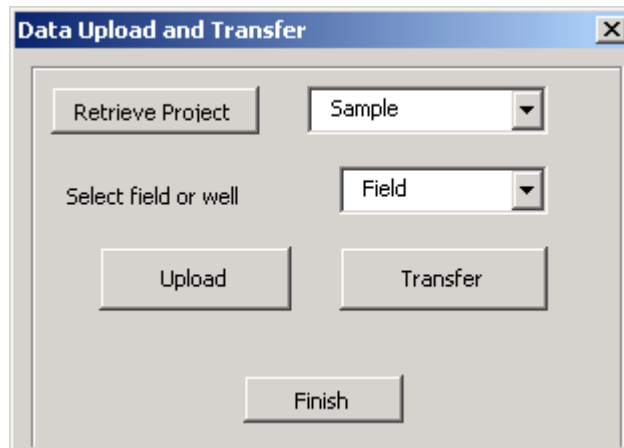 Data Upload and Transfer
Retrieve Project
Sample
Select field or well
Field
Upload
Transfer
Finish